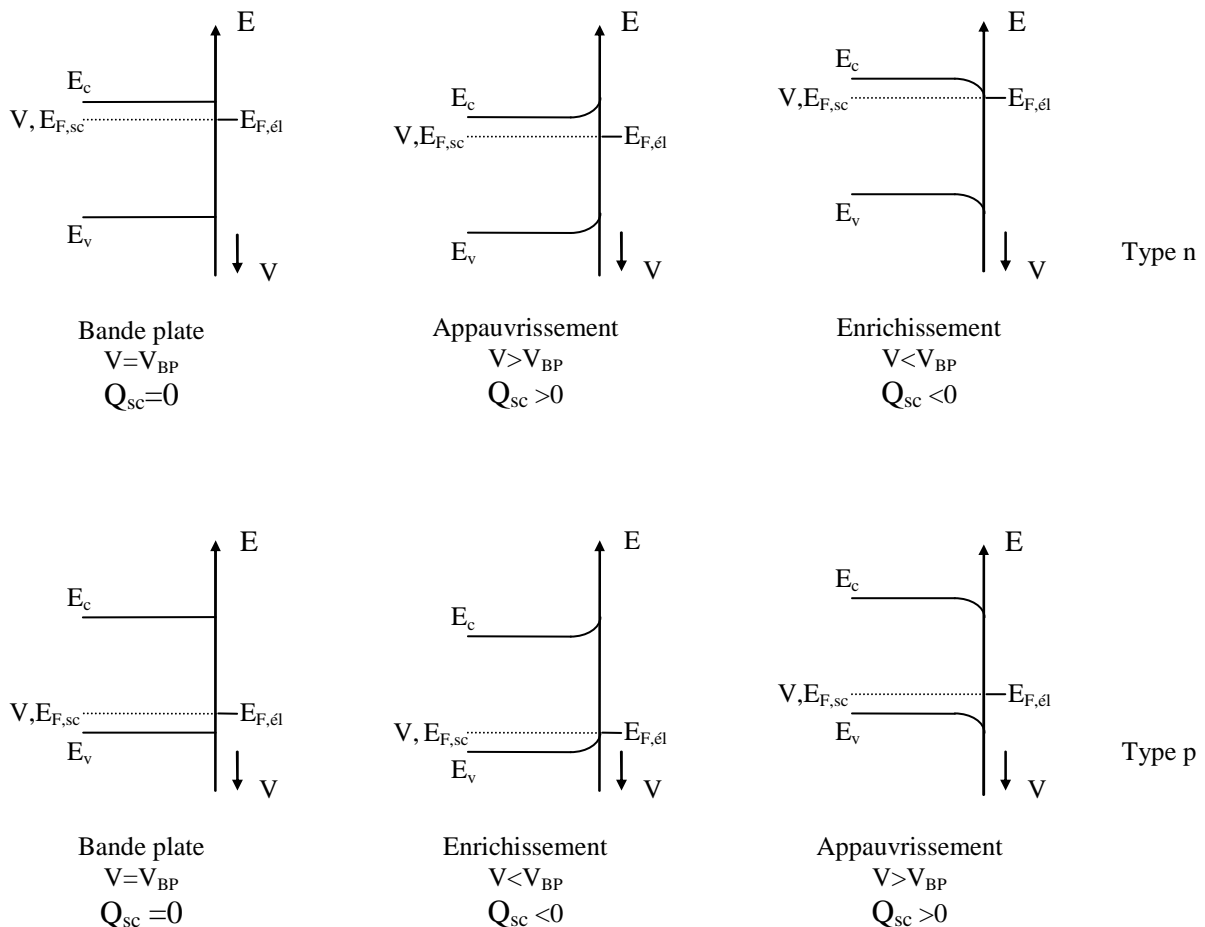 E
E
E
E_c
E_c
E_c
V, E_F,sc
E_F,él
V,E_F,sc
E_F,él
V,E_F,sc
E_F,él
E_v
E_v
E_v
V
V
V
Type n
Bande plate
V=V_BP
Q_sc=0
Appauvrissement
V>V_BP
Q_sc >0
Enrichissement
V<V_BP
Q_sc <0
E
E
E
E_c
E_c
E_c
V,E_F,sc
E_F,él
V, E_F,sc
E_F,él
V,E_F,sc
E_F,él
E_v
E_v
E_v
V
V
V
Type p
Bande plate
V=V_BP
Q_sc =0
Enrichissement
V<V_BP
Q_sc <0
Appauvrissement
V>V_BP
Q_sc >0